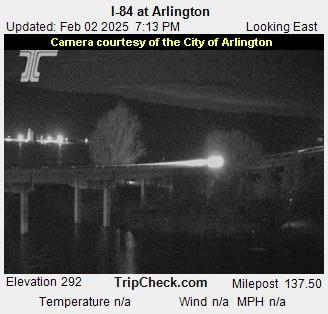 I-84 at Arlington
Updated: Feb 02 2025 7:13 PM Looking East
Camera courtesy of the City of Arlington
Elevation 292 TripCheck.com Milepost 137.50
Temperature n/a Wind n/a MPH n/a